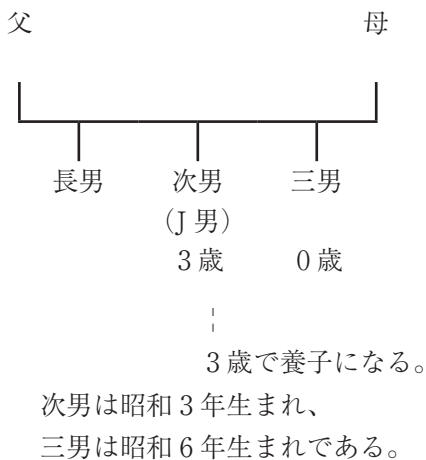 父 母
長男 次男 三男
（J 男）
3 歳 0 歳
3 歳で養子になる。
次男は昭和 3 年生まれ、
三男は昭和 6 年生まれである。